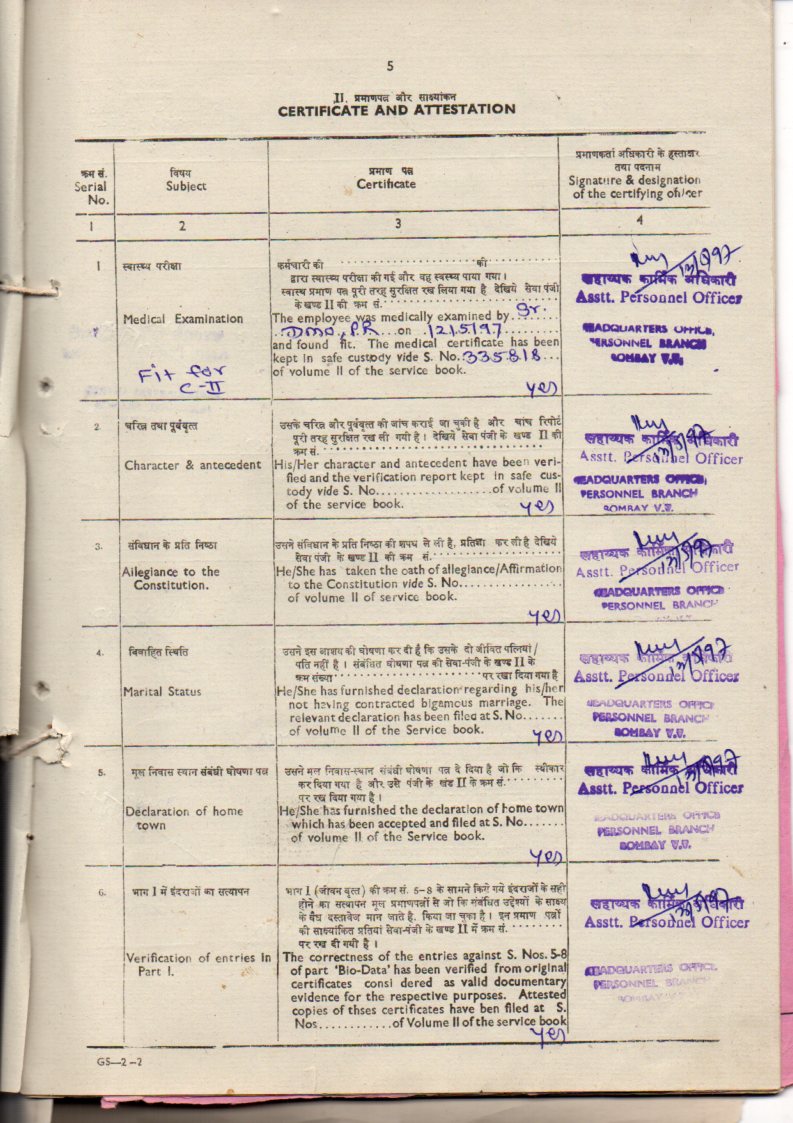 5
II. प्रमाणपत्र और साक्ष्यांकन
CERTIFICATE AND ATTESTATION
क्रम सं.
Serial
No.
विषय
Subject
प्रमाण पत्र
Certificate
प्रमाणकर्ता अधिकारी के हस्ताक्षर
तथा पदनाम
Signature & designation
of the certifying officer
1
2
3
4
1
स्वास्थ्य परीक्षा
Medical Examination
Fit for
C-II
कर्मचारी की ............ की ............
द्वारा स्वास्थ्य परीक्षा की गई और वह स्वस्थ्य पाया गया।
स्वास्थ प्रमाण पत्र पूरी तरह सुरक्षित रख लिया गया है देखिये सेवा पंजी
के खण्ड II की क्रम सं. ............
The employee was medically examined by Sr.
DMO, PR on 12/5/97
and found fit. The medical certificate has been
kept in safe custody vide S. No. 335818
of volume II of the service book.
yes
सहाय्यक कार्मिक अधिकारी
Asstt. Personnel Officer
HEADQUARTERS OFFICE,
PERSONNEL BRANCH
BOMBAY V.T.
2.
चरित्र तथा पूर्ववृत्त
Character & antecedent
उसके चरित्र और पूर्ववृत्त की जांच कराई जा चुकी है और जांच रिपोर्ट
पूरी तरह सुरक्षित रख ली गयी है। देखिये सेवा पंजी के खण्ड II की
क्रम सं. ............
His/Her character and antecedent have been veri-
fied and the verification report kept in safe cus-
tody vide S. No.................of volume II
of the service book.
yes
सहाय्यक कार्मिक अधिकारी
Asstt. Personnel Officer
HEADQUARTERS OFFICE,
PERSONNEL BRANCH
BOMBAY V.T.
3.
संविधान के प्रति निष्ठा
Allegiance to the
Constitution.
उसने संविधान के प्रति निष्ठा की शपथ ले ली है, प्रतिज्ञा कर ली है देखिये
सेवा पंजी के खण्ड II की क्रम सं. ............
He/She has taken the oath of allegiance/Affirmation
to the Constitution vide S. No...............
of volume II of service book.
yes
सहाय्यक कार्मिक अधिकारी
Asstt. Personnel Officer
HEADQUARTERS OFFICE
PERSONNEL BRANCH
4.
विवाहित स्थिति
Marital Status
उसने इस आशय की घोषणा कर दी है कि उसके दो जीवित पत्नियां/
पति नहीं है। संबंधित घोषणा पत्र की सेवा-पंजी के खण्ड II के
क्रम संख्या ............ पर रखा दिया गया है
He/She has furnished declaration regarding his/her
not having contracted bigamous marriage. The
relevant declaration has been filed at S. No.......
of volume II of the Service book.
yes
सहाय्यक कार्मिक अधिकारी
Asstt. Personnel Officer
HEADQUARTERS OFFICE
PERSONNEL BRANCH
BOMBAY V.T.
5.
मूल निवास स्थान संबंधी घोषणा पत्र
Declaration of home
town
उसने मूल निवास-स्थान संबंधी घोषणा पत्र दे दिया है जो कि स्वीकार
कर दिया गया है और उसे पंजी के खंड II के क्रम सं. ......
पर रख दिया गया है।
He/She has furnished the declaration of home town
which has been accepted and filed at S. No.......
of volume II of the Service book.
yes
सहाय्यक कार्मिक अधिकारी
Asstt. Personnel Officer
HEADQUARTERS OFFICE
PERSONNEL BRANCH
BOMBAY V.T.
6.
भाग I में इंदराजों का सत्यापन
Verification of entries in
Part I.
भाग I (जीवन वृत्त) की क्रम सं. 5-8 के सामने किये गये इंदराजों के सही
होने का सत्यापन मूल प्रमाणपत्रों से जो कि संबंधित उद्देश्यों के साक्ष्य
के वैध दस्तावेज मान जाते है. किया जा चुका है। इन प्रमाण पत्रों
की साक्ष्यांकित प्रतियां सेवा-पंजी के खण्ड II में क्रम सं. ........
पर रख दी गयी है।
The correctness of the entries against S. Nos. 5-8
of part 'Bio-Data' has been verified from original
certificates consi dered as valid documentary
evidence for the respective purposes. Attested
copies of thses certificates have ben filed at S.
Nos............of Volume II of the service book
yes
सहाय्यक कार्मिक अधिकारी
Asstt. Personnel Officer
HEADQUARTERS OFFICE
PERSONNEL BRANCH
BOMBAY
GS—2—2